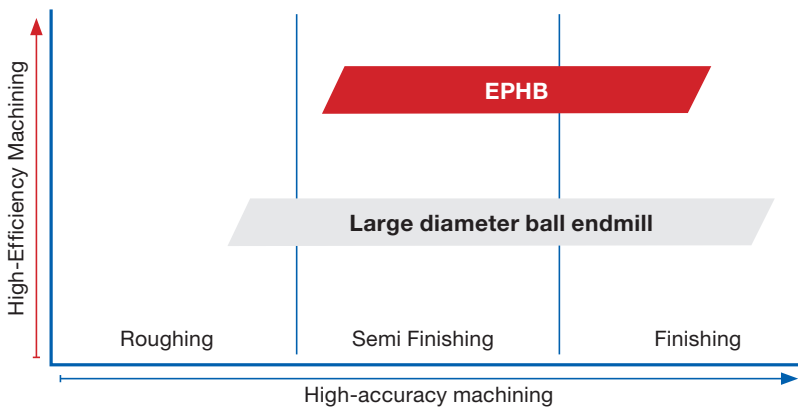 High-Efficiency Machining
EPHB
Large diameter ball endmill
Roughing
Semi Finishing
Finishing
High-accuracy machining